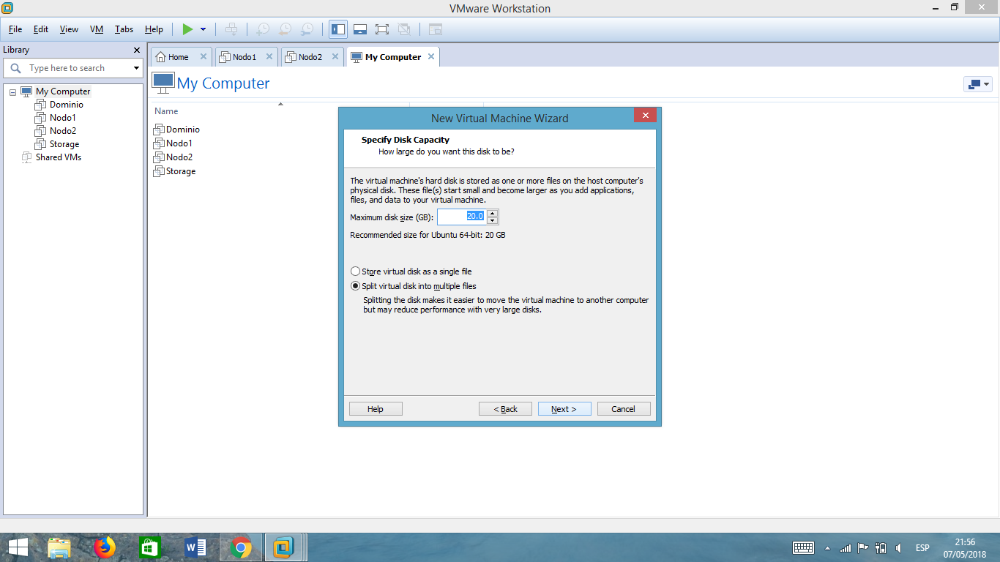 VMware Workstation
File Edit View VM Tabs Help
Library
Type here to search
My Computer
Dominio
Nodo1
Nodo2
Storage
Shared VMs
Home
Nodo1
Nodo2
My Computer
My Computer
Name
Dominio
Nodo1
Nodo2
Storage
New Virtual Machine Wizard
Specify Disk Capacity
How large do you want this disk to be?
The virtual machine's hard disk is stored as one or more files on the host computer's
physical disk. These file(s) start small and become larger as you add applications,
files, and data to your virtual machine.
Maximum disk size (GB): 20.0
Recommended size for Ubuntu 64-bit: 20 GB
Store virtual disk as a single file
Split virtual disk into multiple files
Splitting the disk makes it easier to move the virtual machine to another computer
but may reduce performance with very large disks.
Help < Back Next > Cancel
ESP
21:56
07/05/2018